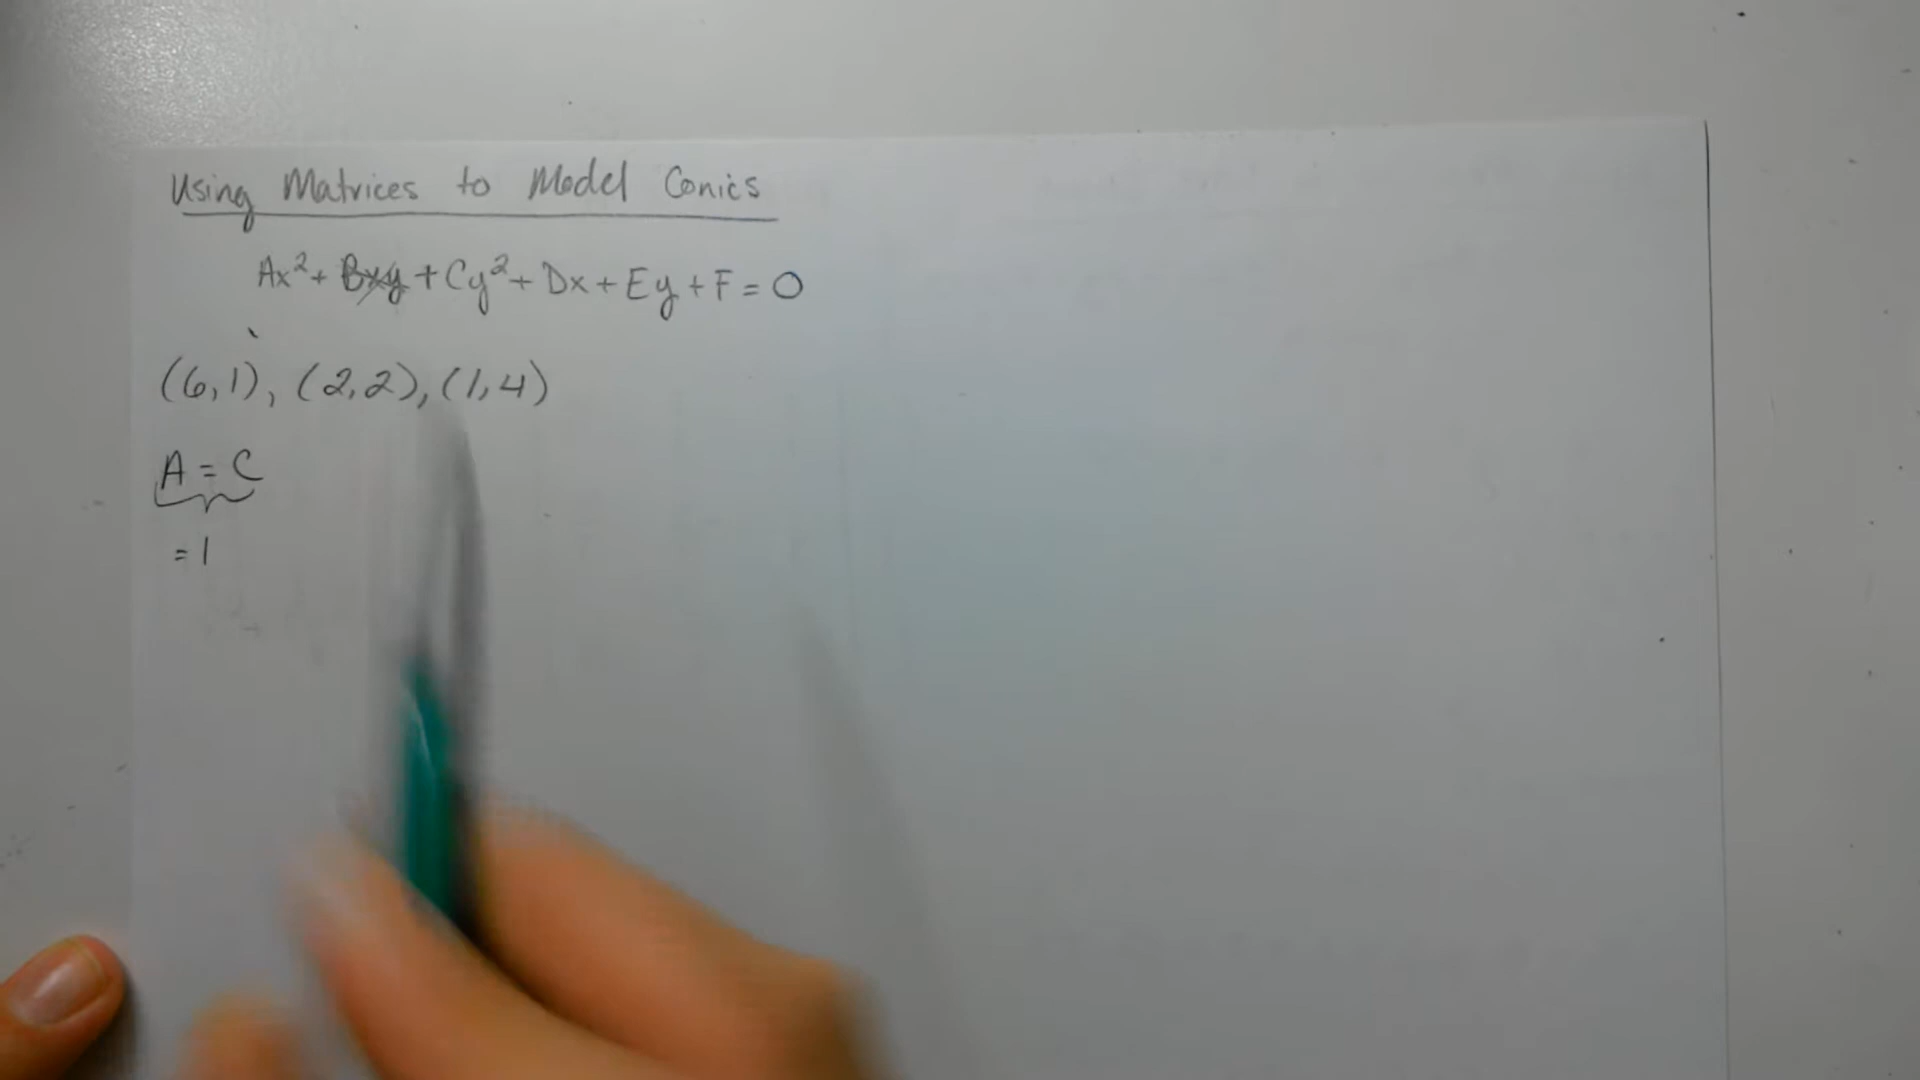 Using Matrices to Model Conics
Ax² + Bxy + Cy² + Dx + Ey + F = 0
(6,1), (2,2), (1,4)
A = C
= 1